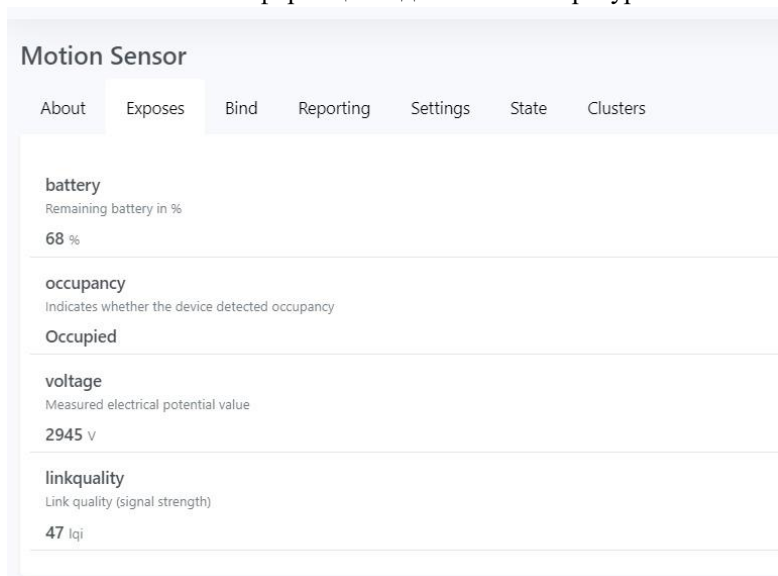 Motion Sensor
About Exposes Bind Reporting Settings State Clusters
battery
Remaining battery in %
68 %
occupancy
Indicates whether the device detected occupancy
Occupied
voltage
Measured electrical potential value
2945 V
linkquality
Link quality (signal strength)
47 lqi